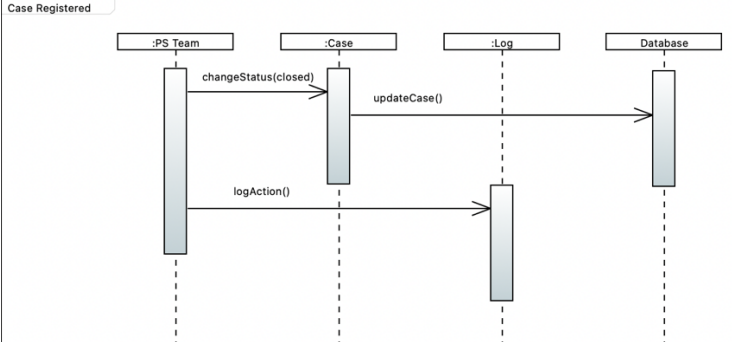 Case Registered
:PS Team
:Case
:Log
Database
changeStatus(closed)
updateCase()
logAction()